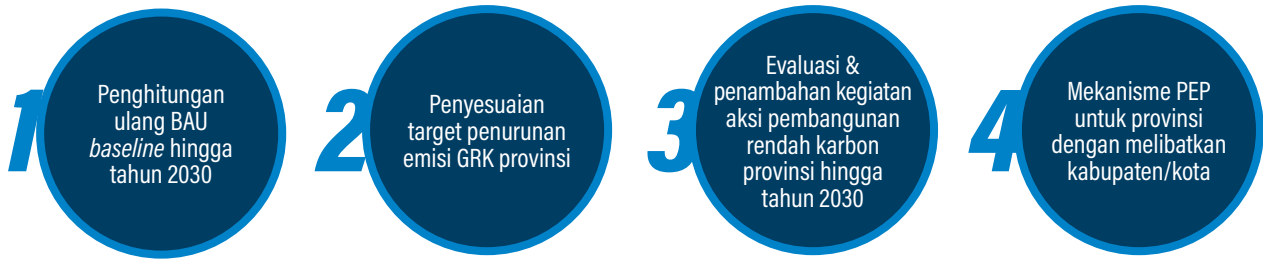 1
Penghitungan
ulang BAU
baseline hingga
tahun 2030
2
Penyesuaian
target penurunan
emisi GRK provinsi
3
Evaluasi &
penambahan kegiatan
aksi pembangunan
rendah karbon
provinsi hingga
tahun 2030
4
Mekanisme PEP
untuk provinsi
dengan melibatkan
kabupaten/kota